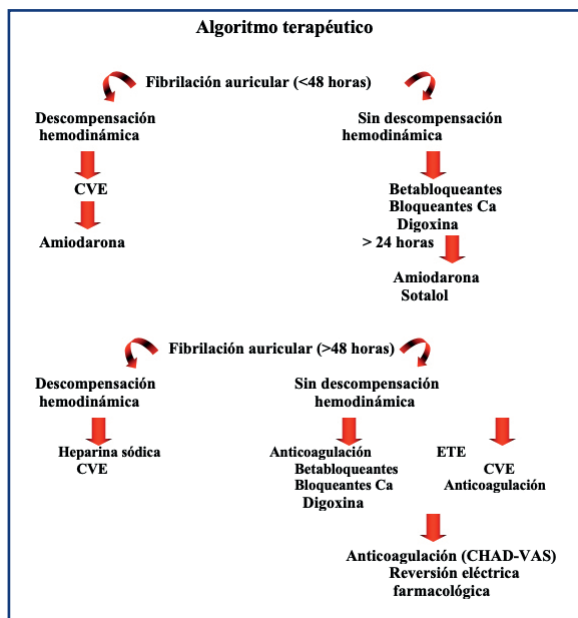 Algoritmo terapéutico
Fibrilación auricular (<48 horas)
Descompensación
hemodinámica
CVE
Amiodarona
Sin descompensación
hemodinámica
Betabloqueantes
Bloqueantes Ca
Digoxina
> 24 horas
Amiodarona
Sotalol
Fibrilación auricular (>48 horas)
Descompensación
hemodinámica
Heparina sódica
CVE
Sin descompensación
hemodinámica
Anticoagulación
Betabloqueantes
Bloqueantes Ca
Digoxina
ETE
CVE
Anticoagulación
Anticoagulación (CHAD-VAS)
Reversión eléctrica
farmacológica